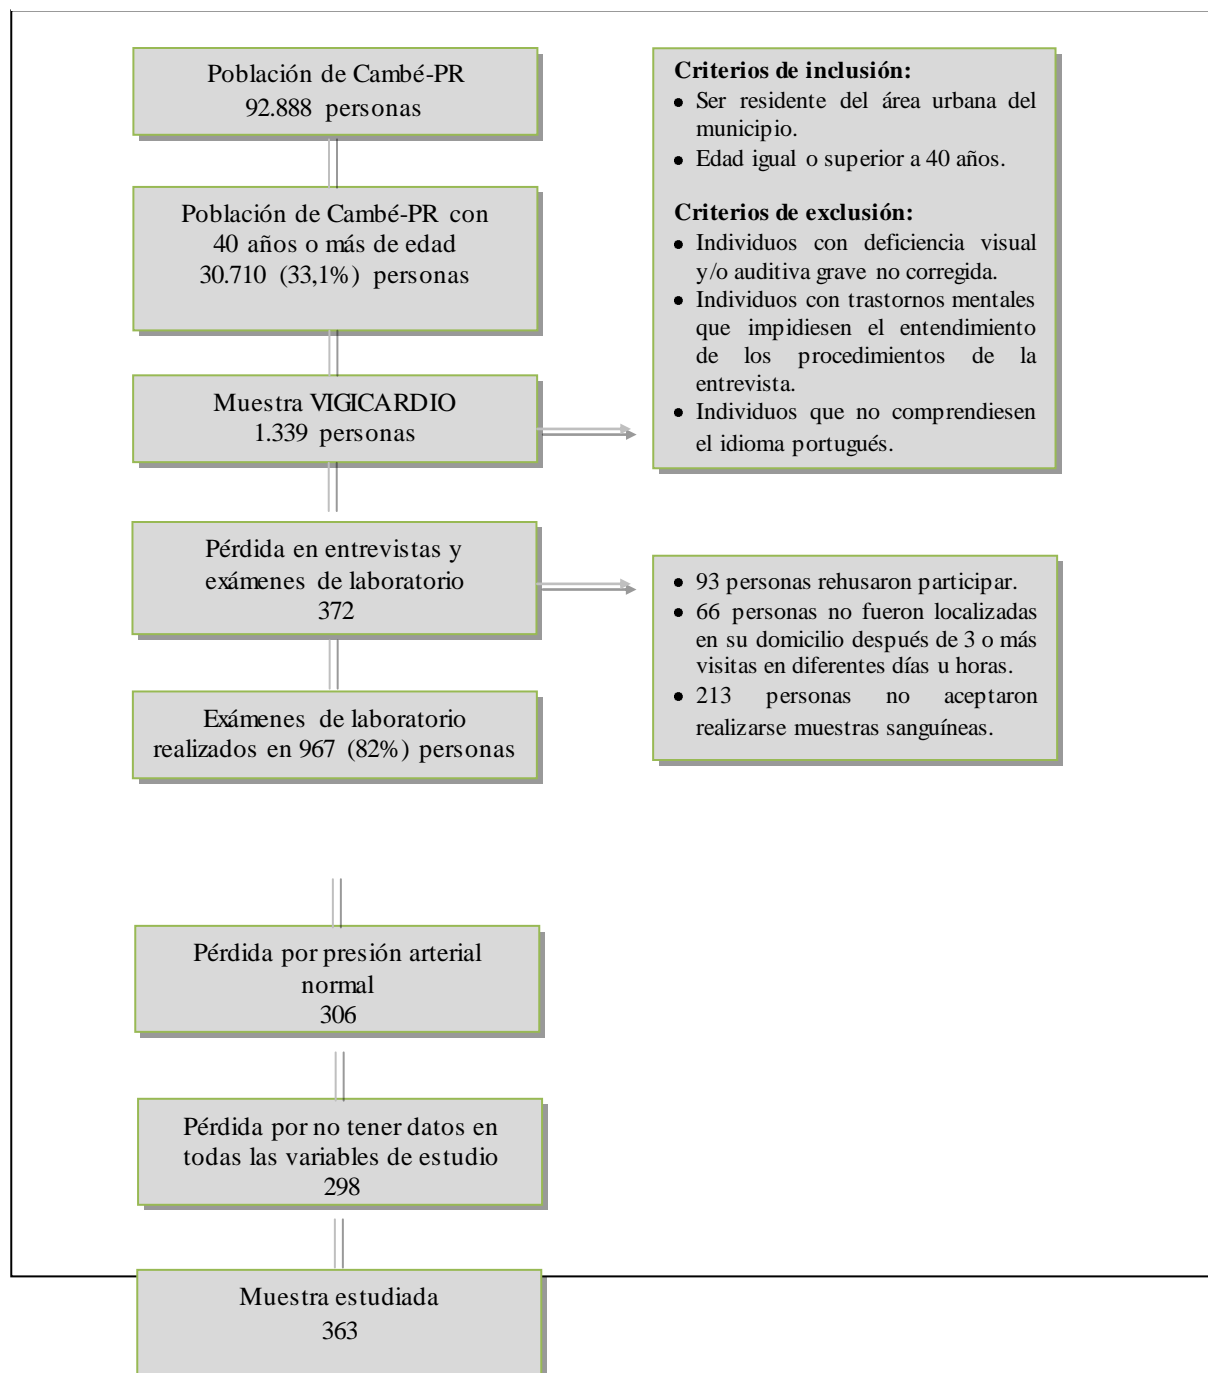 Población de Cambé-PR
92.888 personas
Población de Cambé-PR con
40 años o más de edad
30.710 (33,1%) personas
Muestra VIGICARDIO
1.339 personas
Criterios de inclusión:
• Ser residente del área urbana del
municipio.
• Edad igual o superior a 40 años.
Criterios de exclusión:
• Individuos con deficiencia visual
y/o auditiva grave no corregida.
• Individuos con trastornos mentales
que impidiesen el entendimiento
de los procedimientos de la
entrevista.
• Individuos que no comprendiesen
el idioma portugués.
Pérdida en entrevistas y
exámenes de laboratorio
372
• 93 personas rehusaron participar.
• 66 personas no fueron localizadas
en su domicilio después de 3 o más
visitas en diferentes días u horas.
• 213 personas no aceptaron
realizarse muestras sanguíneas.
Exámenes de laboratorio
realizados en 967 (82%) personas
Pérdida por presión arterial
normal
306
Pérdida por no tener datos en
todas las variables de estudio
298
Muestra estudiada
363